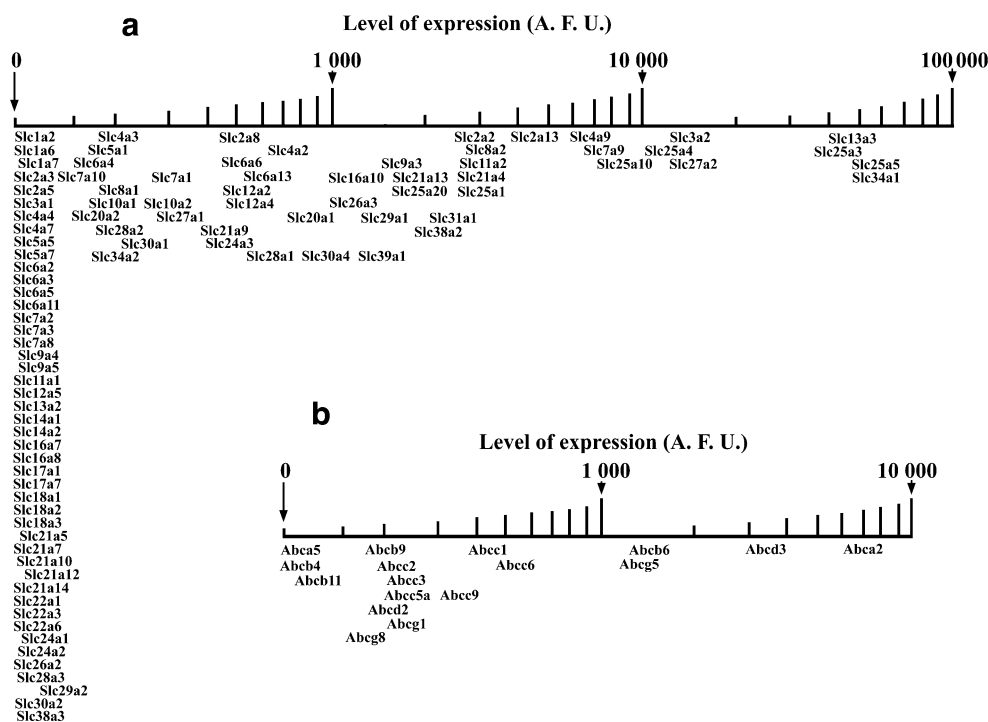 a
Level of expression (A. F. U.)
0 1 000 10 000 100 000
Slc1a2 Slc4a3 Slc2a8 Slc2a2 Slc2a13 Slc4a9 Slc3a2 Slc13a3
Slc1a6 Slc5a1 Slc4a2 Slc8a2 Slc7a9 Slc25a4 Slc25a3
Slc1a7 Slc6a4 Slc6a6 Slc9a3 Slc11a2 Slc25a10 Slc27a2 Slc25a5
Slc2a3 Slc7a10 Slc7a1 Slc6a13 Slc16a10 Slc21a13 Slc21a4 Slc34a1
Slc2a5 Slc8a1 Slc12a2 Slc25a20 Slc25a1
Slc3a1 Slc10a1 Slc10a2 Slc12a4 Slc26a3
Slc4a4 Slc20a2 Slc27a1 Slc20a1 Slc29a1 Slc31a1
Slc4a7 Slc28a2 Slc21a9 Slc38a2
Slc5a5 Slc30a1 Slc24a3
Slc5a7 Slc34a2 Slc28a1 Slc30a4 Slc39a1
Slc6a2
Slc6a3
Slc6a5
Slc6a11
Slc7a2
Slc7a3
Slc7a8
Slc9a4
Slc9a5
Slc11a1
Slc12a5
Slc13a2
Slc14a1
Slc14a2
Slc16a7
Slc16a8
Slc17a1
Slc17a7
Slc18a1
Slc18a2
Slc18a3
Slc21a5
Slc21a7
Slc21a10
Slc21a12
Slc21a14
Slc22a1
Slc22a3
Slc22a6
Slc24a1
Slc24a2
Slc26a2
Slc28a3
Slc29a2
Slc30a2
Slc38a3
b
Level of expression (A. F. U.)
0 1 000 10 000
Abca5 Abcb9 Abcc1 Abcb6 Abcd3 Abca2
Abcb4 Abcc2 Abcc6 Abcg5
Abcb11 Abcc3
Abcc5a Abcc9
Abcd2
Abcg1
Abcg8